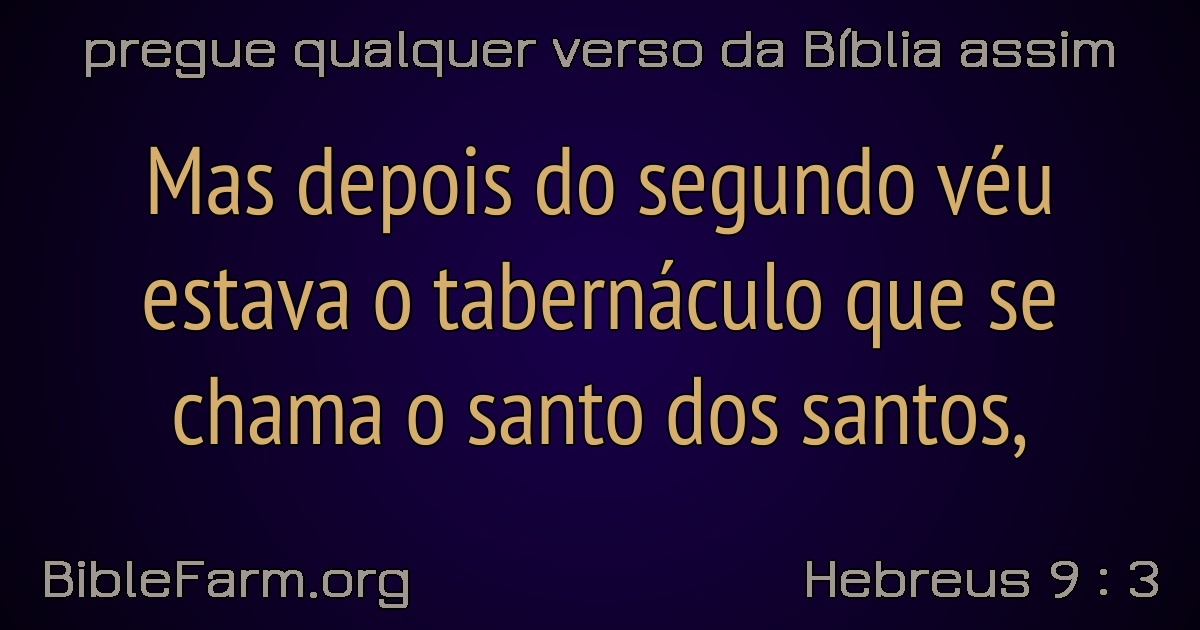 pregue qualquer verso da Bíblia assim
Mas depois do segundo véu
estava o tabernáculo que se
chama o santo dos santos,
BibleFarm.org
Hebreus 9 : 3